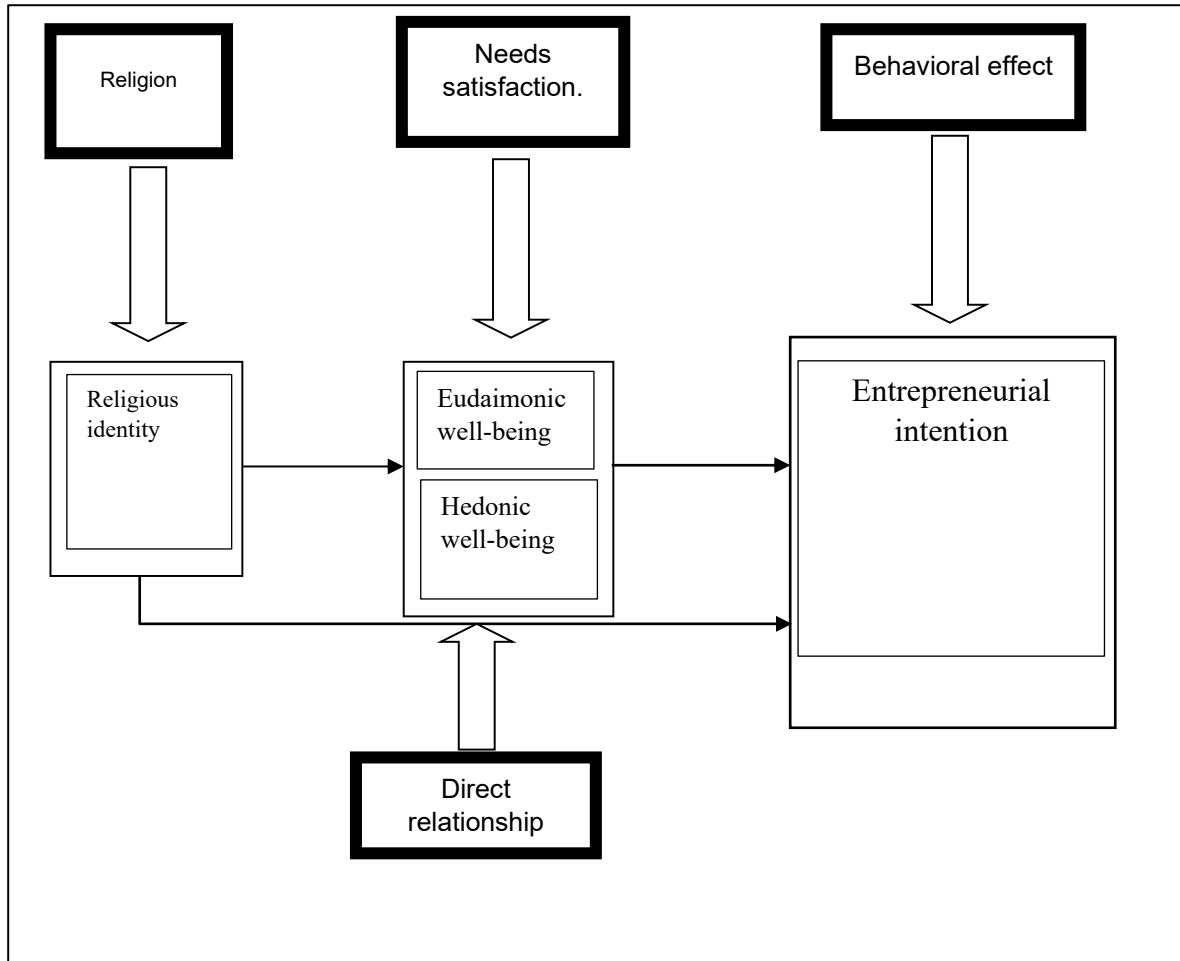 Religion
Needs
satisfaction.
Behavioral effect
Religious
identity
Eudaimonic
well-being
Hedonic
well-being
Entrepreneurial
intention
Direct
relationship